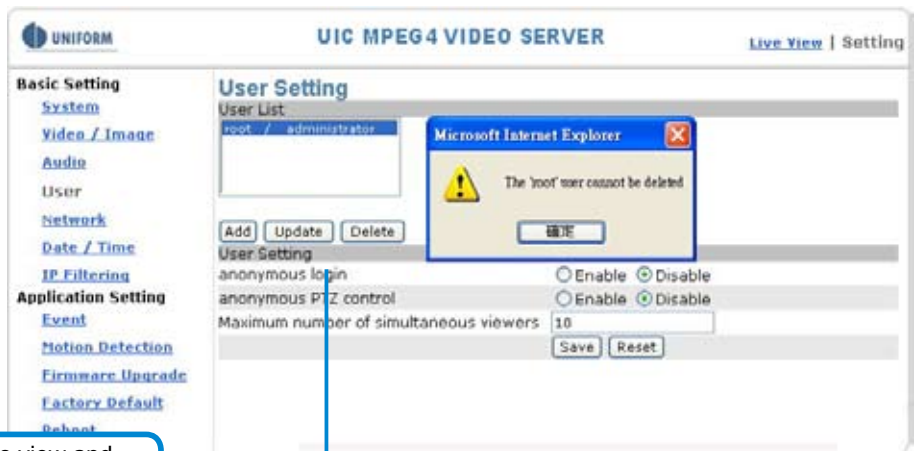 UNIFORM
UIC MPEG4 VIDEO SERVER
Live View | Setting
Basic Setting
System
Video / Image
Audio
User
Network
Date / Time
IP Filtering
Application Setting
Event
Motion Detection
Firmware Upgrade
Factory Default
Reboot
User Setting
User List
root / administrator
Add Update Delete
Microsoft Internet Explorer
The 'root' user cannot be deleted
確定
User Setting
anonymous login Enable Disable
anonymous PTZ control Enable Disable
Maximum number of simultaneous viewers 10
Save Reset
view and